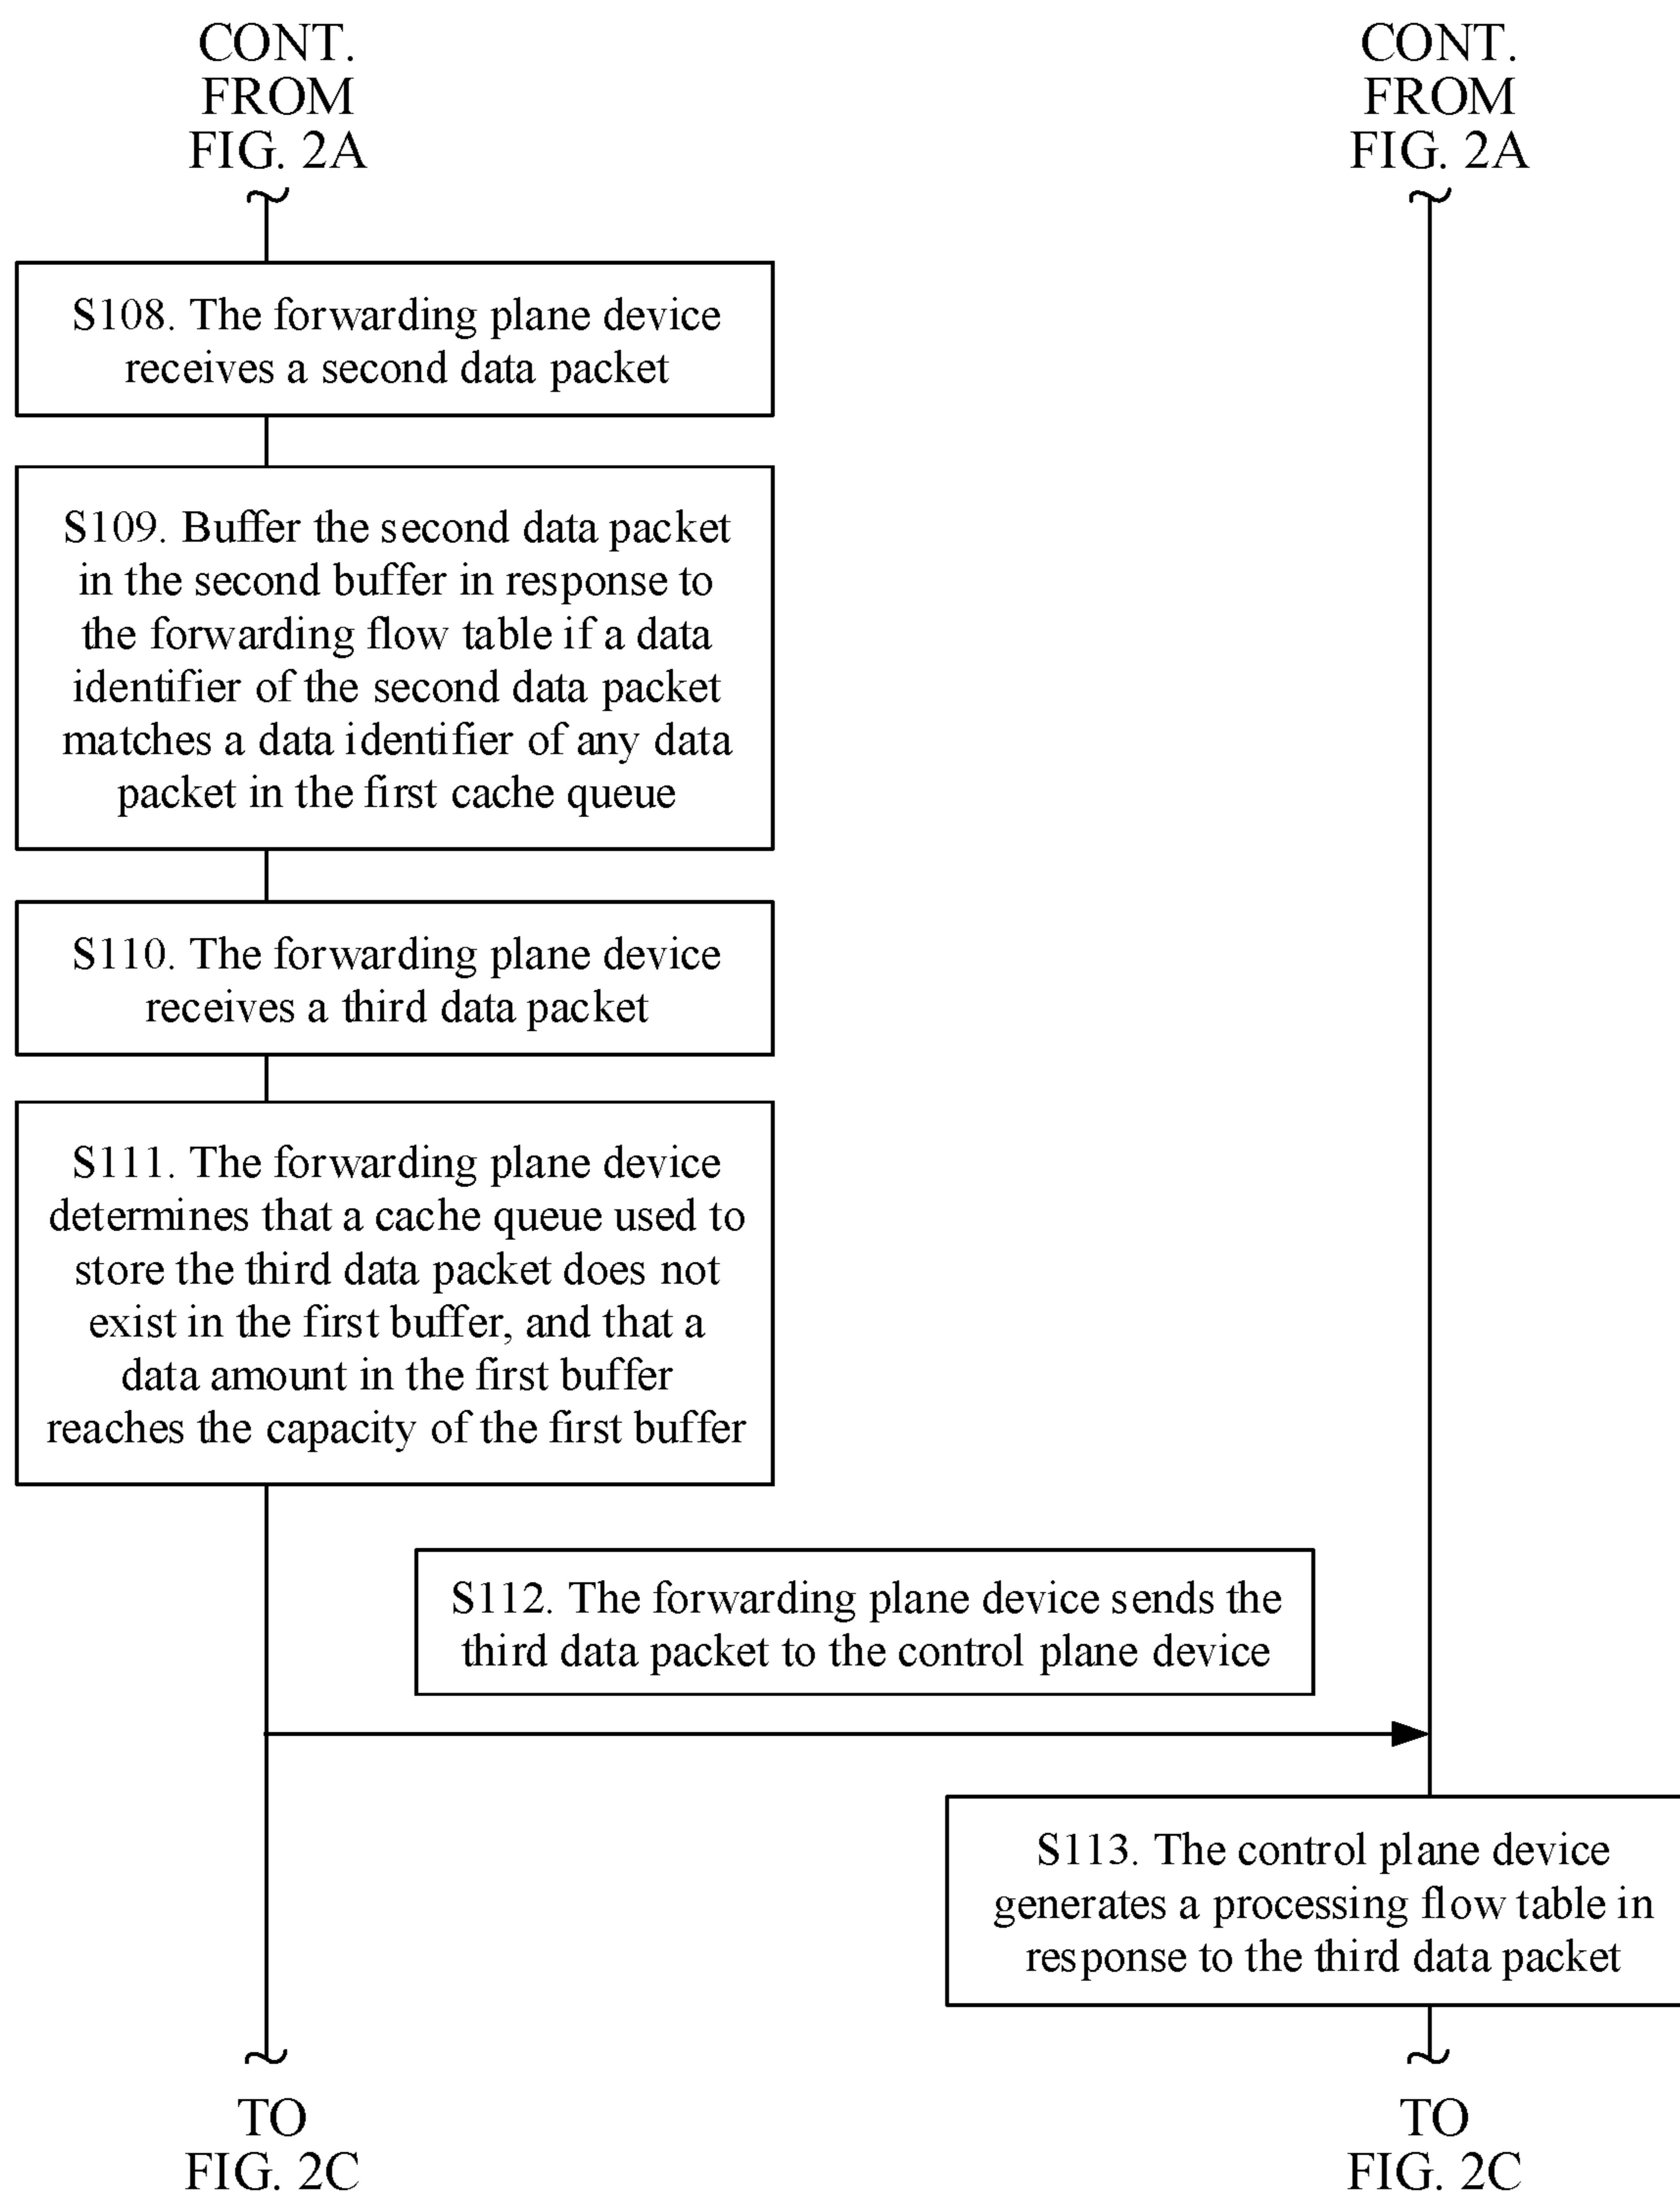 CONT.
FROM
FIG. 2A
CONT.
FROM
FIG. 2A
S108. The forwarding plane device
receives a second data packet
S109. Buffer the second data packet
in the second buffer in response to
the forwarding flow table if a data
identifier of the second data packet
matches a data identifier of any data
packet in the first cache queue
S110. The forwarding plane device
receives a third data packet
S111. The forwarding plane device
determines that a cache queue used to
store the third data packet does not
exist in the first buffer, and that a
data amount in the first buffer
reaches the capacity of the first buffer
S112. The forwarding plane device sends the
third data packet to the control plane device
S113. The control plane device
generates a processing flow table in
response to the third data packet
TO
FIG. 2C
TO
FIG. 2C